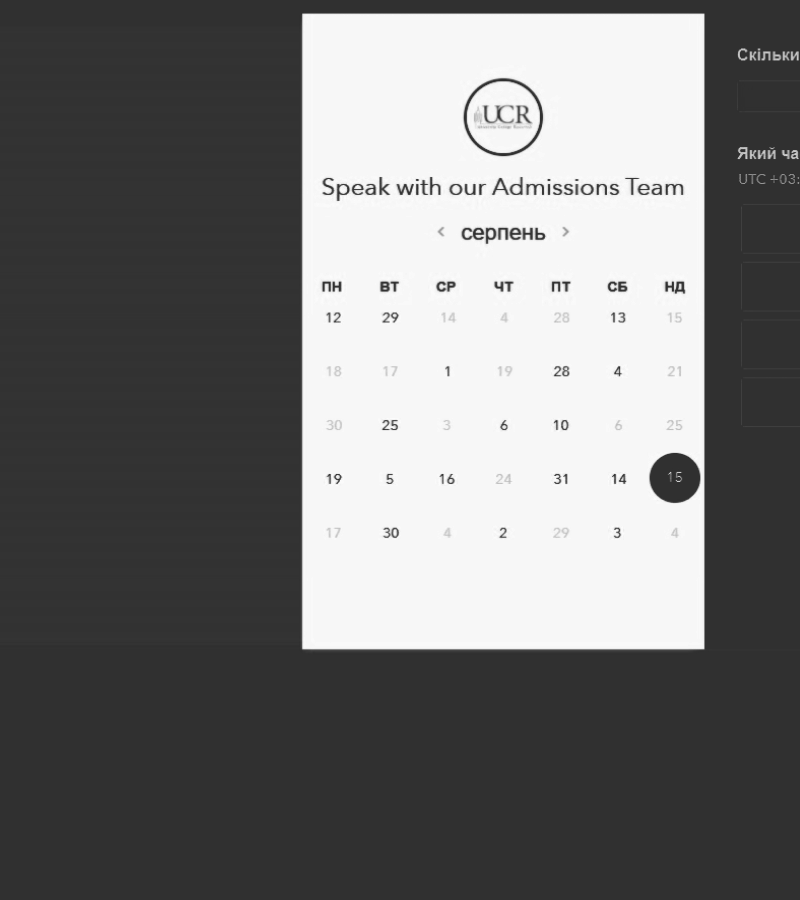 UCR
Speak with our Admissions Team
серпень
ПН ВТ СР ЧТ ПТ СБ НД
12 29 14 4 28 13 15
18 17 1 19 28 4 21
30 25 3 6 10 6 25
19 5 16 24 31 14 15
17 30 4 2 29 3 4
Скільки
Який ча
UTC +03: